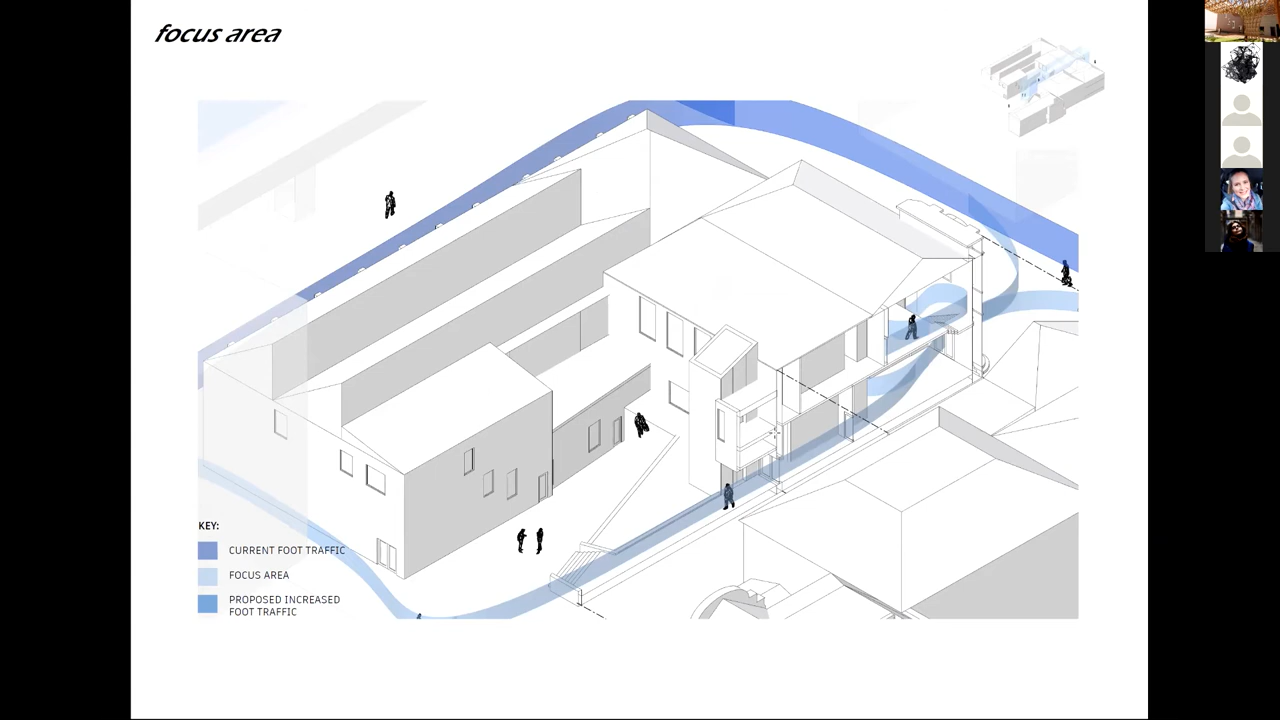 focus area
KEY:
CURRENT FOOT TRAFFIC
FOCUS AREA
PROPOSED INCREASED
FOOT TRAFFIC